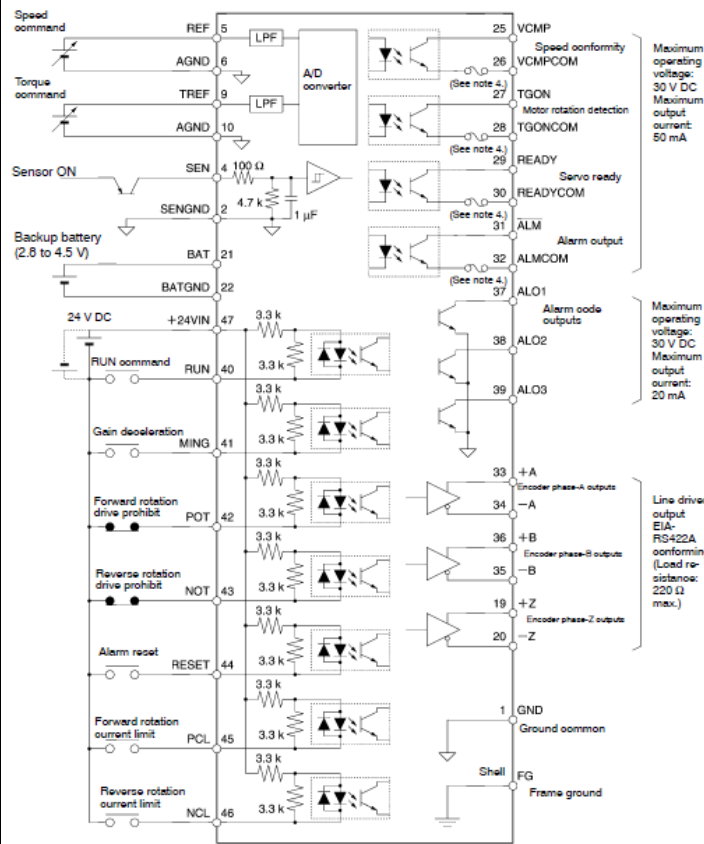 Speed
command
REF 5
LPF
AGND 6
Torque
command
TREF 9
LPF
AGND 10
A/D
converter
Sensor ON
SEN 4
100 Ω
4.7 k
1 µF
SENGND 2
Backup battery
(2.8 to 4.5 V)
BAT 21
BATGND 22
24 V DC
+24VIN 47
3.3 k
3.3 k
RUN command
RUN 40
3.3 k
3.3 k
Gain deceleration
MING 41
3.3 k
3.3 k
Forward rotation
drive prohibit
POT 42
3.3 k
3.3 k
Reverse rotation
drive prohibit
NOT 43
3.3 k
3.3 k
Alarm reset
RESET 44
3.3 k
3.3 k
Forward rotation
current limit
PCL 45
3.3 k
3.3 k
Reverse rotation
current limit
NCL 46
25 VCMP
Speed conformity
26 VCMPCOM
(See note 4.)
27 TGON
Motor rotation detection
28 TGONCOM
(See note 4.)
29 READY
Servo ready
30 READYCOM
(See note 4.)
31 ALM
Alarm output
32 ALMCOM
(See note 4.)
Maximum
operating
voltage:
30 V DC
Maximum
output
current:
50 mA
37 ALO1
Alarm code
outputs
38 ALO2
39 ALO3
Maximum
operating
voltage:
30 V DC
Maximum
output
current:
20 mA
33 +A
Encoder phase-A outputs
34 −A
36 +B
Encoder phase-B outputs
35 −B
19 +Z
Encoder phase-Z outputs
20 −Z
Line driver
output
EIA-
RS422A
conformin
(Load re-
sistance:
220 Ω
max.)
1 GND
Ground common
Shell FG
Frame ground